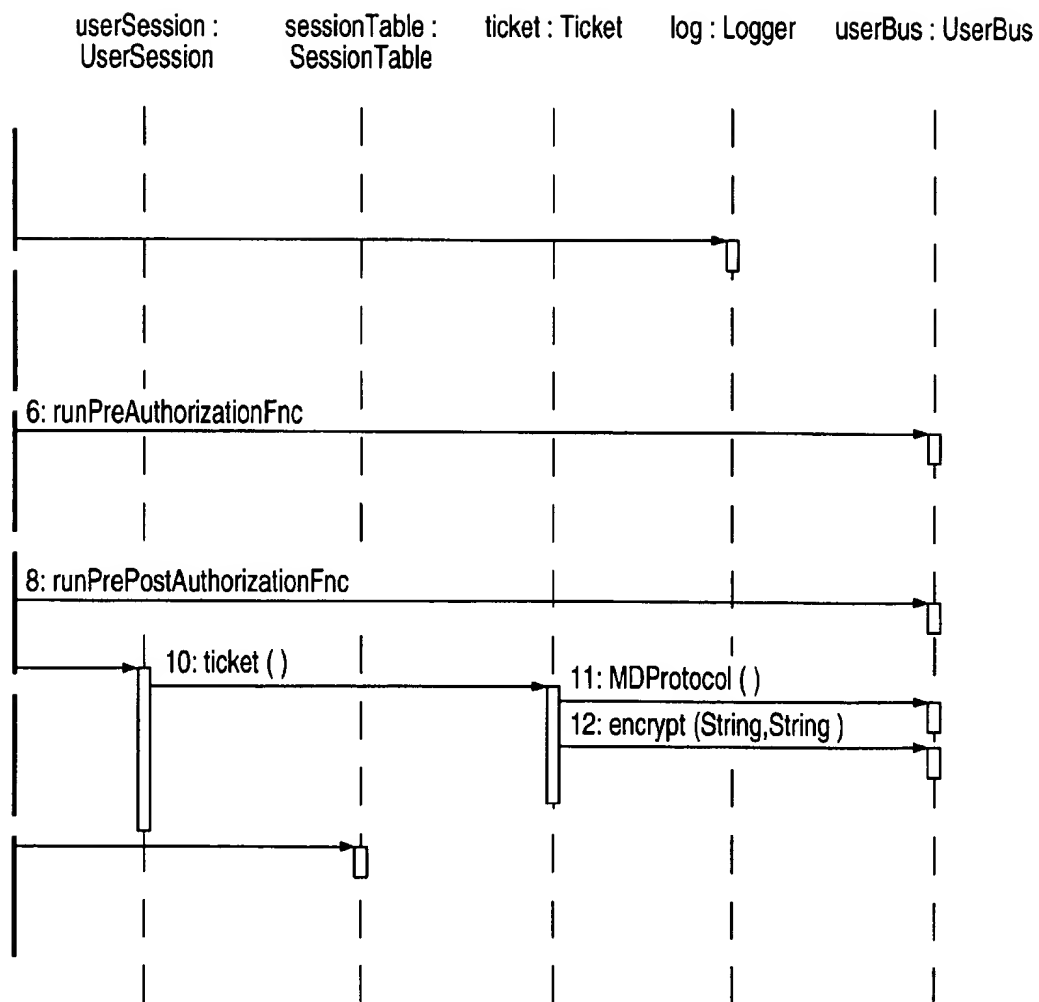 userSession :
UserSession
sessionTable :
SessionTable
ticket : Ticket
log : Logger
userBus : UserBus
6: runPreAuthorizationFnc
8: runPrePostAuthorizationFnc
10: ticket ( )
11: MDProtocol ( )
12: encrypt (String,String )